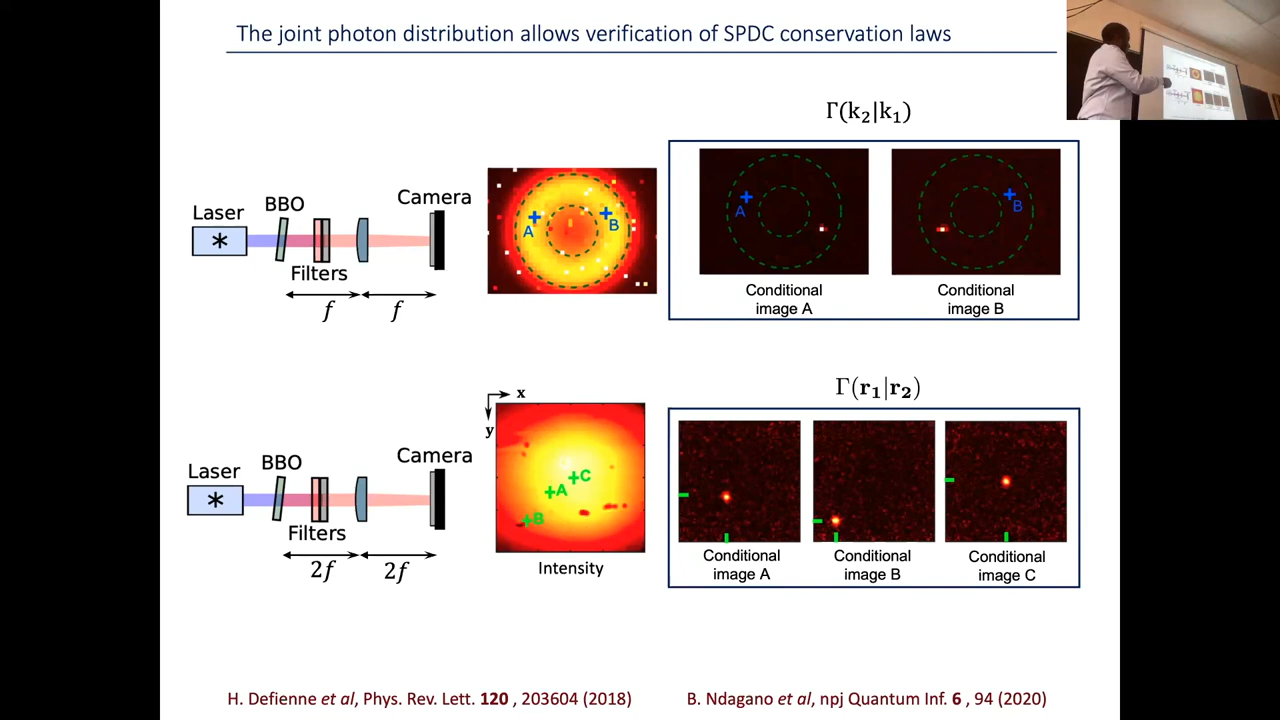 The joint photon distribution allows verification of SPDC conservation laws
Γ(k₂|k₁)
Laser
BBO
Filters
Camera
*
f
f
A
B
A
B
Conditional
image A
Conditional
image B
Γ(r₁|r₂)
Laser
BBO
Filters
Camera
*
2f
2f
x
y
C
A
B
Intensity
Conditional
image A
Conditional
image B
Conditional
image C
H. Defienne et al, Phys. Rev. Lett. 120 , 203604 (2018)
B. Ndagano et al, npj Quantum Inf. 6 , 94 (2020)